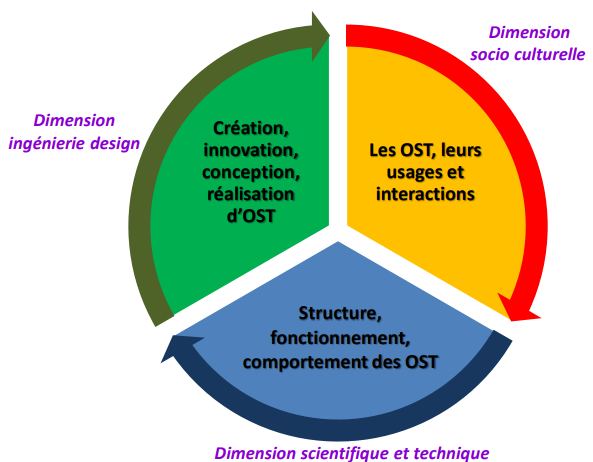 Dimension
socio culturelle
Dimension
ingénierie design
Création,
innovation,
conception,
réalisation
d'OST
Les OST, leurs
usages et
interactions
Structure,
fonctionnement,
comportement des OST
Dimension scientifique et technique